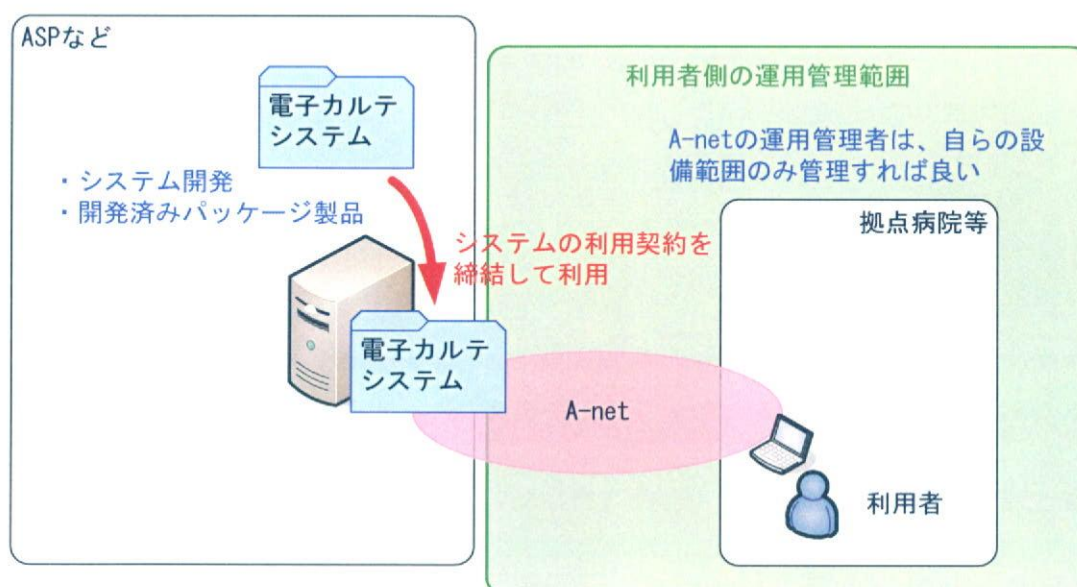 ASPなど
電子カルテ
システム
・システム開発
・開発済みパッケージ製品
システムの利用契約を
締結して利用
電子カルテ
システム
A-net
利用者側の運用管理範囲
A-netの運用管理者は、自らの設
備範囲のみ管理すれば良い
拠点病院等
利用者